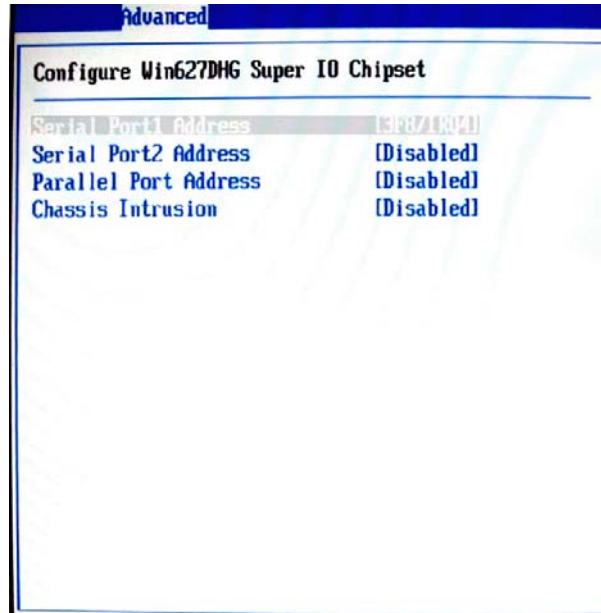 Advanced
Configure Win627DHG Super IO Chipset
Serial Port1 Address [3F8/IRQ4]
Serial Port2 Address [Disabled]
Parallel Port Address [Disabled]
Chassis Intrusion [Disabled]